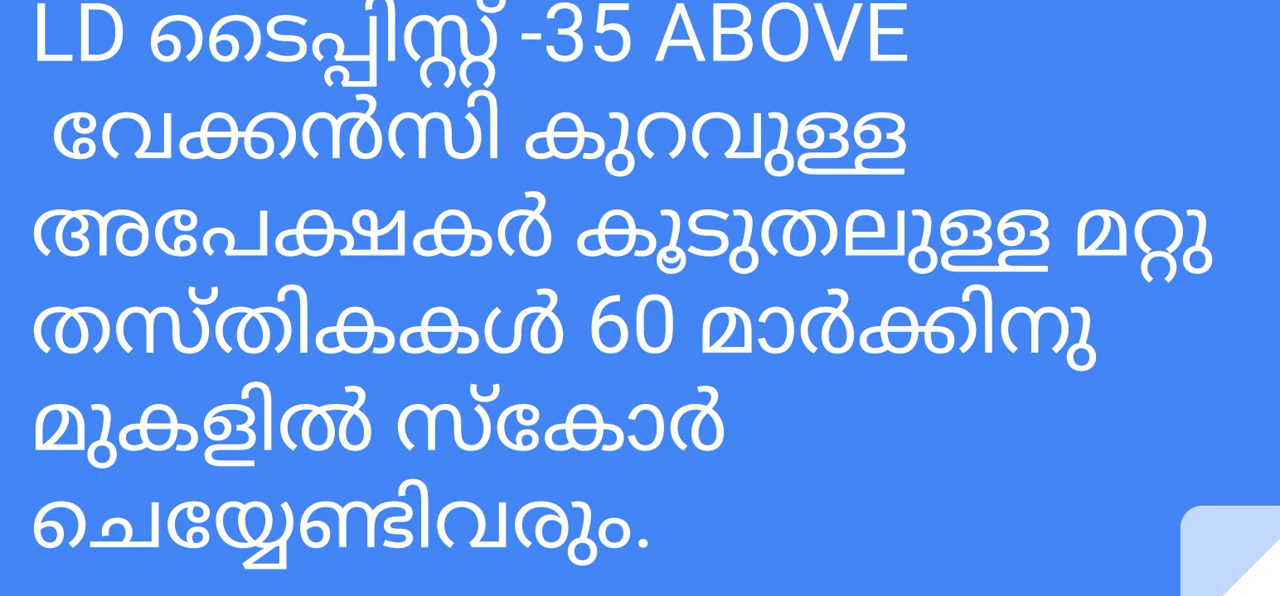 LD ടൈപ്പിസ്റ്റ് -35 ABOVE
വേക്കൻസി കുറവുള്ള
അപേക്ഷകർ കൂടുതലുള്ള മറ്റു
തസ്തികകൾ 60 മാർക്കിനു
മുകളിൽ സ്കോർ
ചെയ്യേണ്ടിവരും.